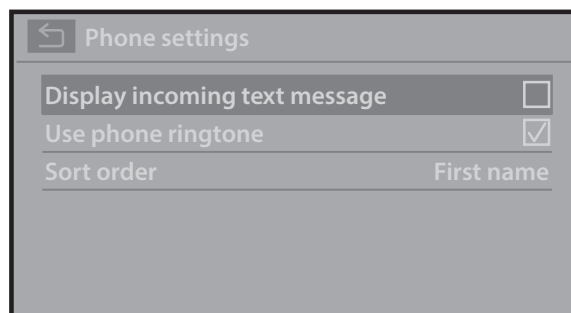 Phone settings
Display incoming text message
Use phone ringtone
Sort order First name